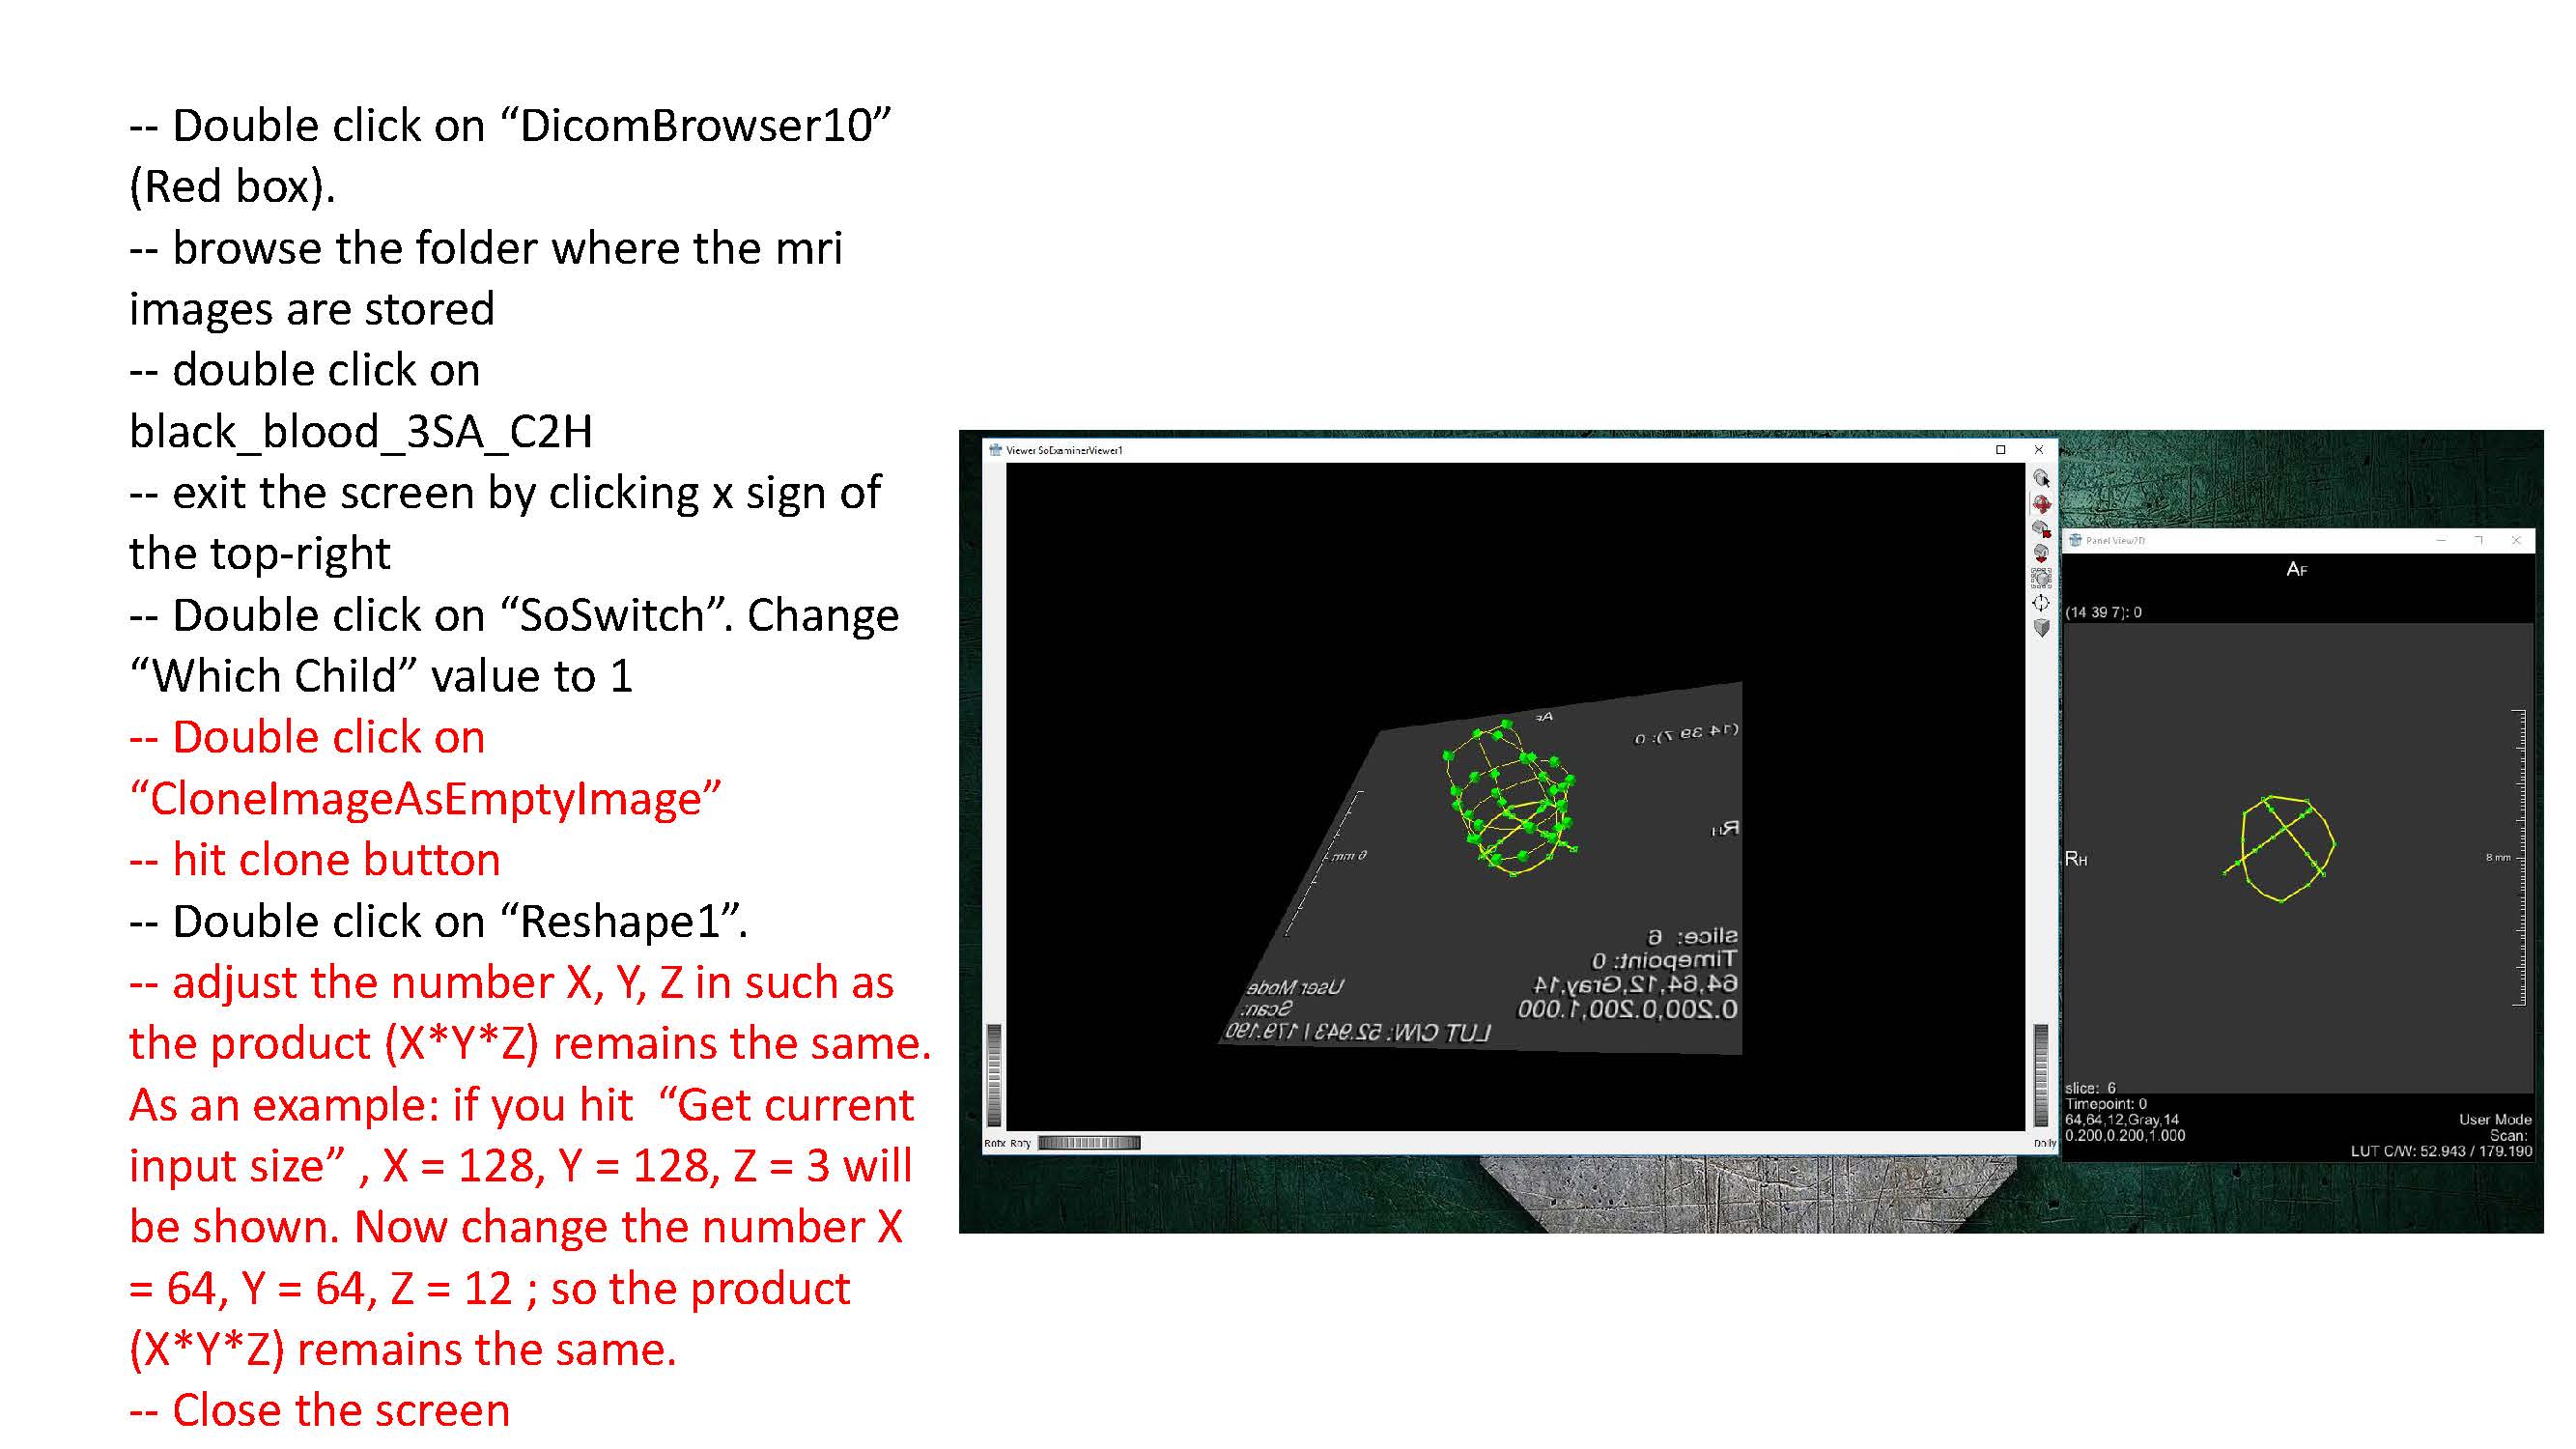 -- Double click on “DicomBrowser10”
(Red box).
-- browse the folder where the mri
images are stored
-- double click on
black_blood_3SA_C2H
-- exit the screen by clicking x sign of
the top-right
-- Double click on “SoSwitch”. Change
“Which Child” value to 1
-- Double click on
“CloneImageAsEmptyImage”
-- hit clone button
-- Double click on “Reshape1”.
-- adjust the number X, Y, Z in such as
the product (X*Y*Z) remains the same.
As an example: if you hit  “Get current
input size” , X = 128, Y = 128, Z = 3 will
be shown. Now change the number X
= 64, Y = 64, Z = 12 ; so the product
(X*Y*Z) remains the same.
-- Close the screen
Viewer SoExaminerViewer1
AF
(14 39 7): 0
RH
6 mm
slice: 6
Timepoint: 0
64,64,12,Gray,14
0.200,0.200,1.000
User Mode
Scan:
LUT C/W: 52.943 / 179.190
Rotx Roty
Dolly
Panel View2D
AF
(14 39 7): 0
RH
8 mm
slice: 6
Timepoint: 0
64,64,12,Gray,14
0.200,0.200,1.000
User Mode
Scan:
LUT C/W: 52.943 / 179.190